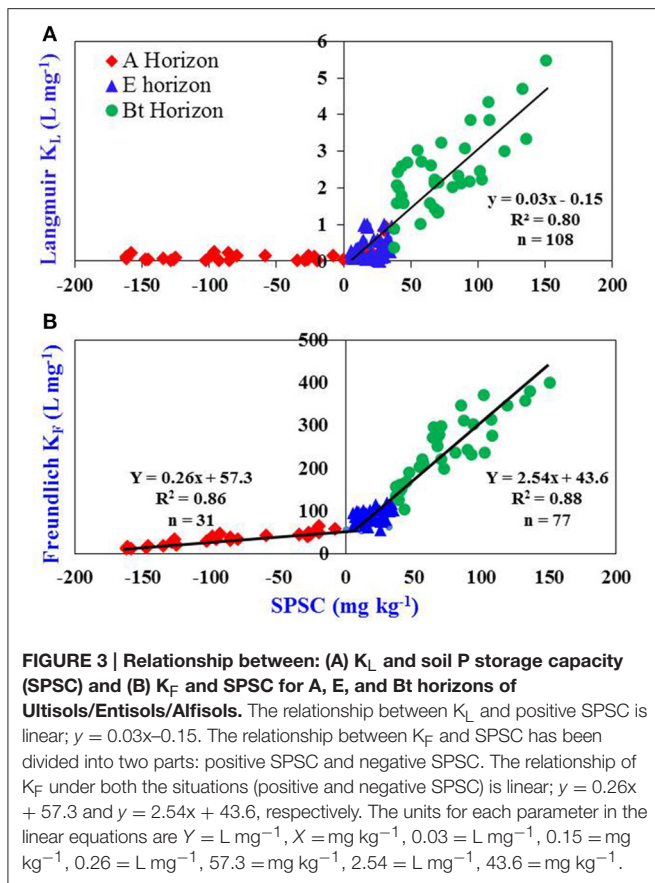 A
Langmuir K_L (L mg⁻¹)
A Horizon
E horizon
Bt Horizon
6
5
4
3
2
1
0
y = 0.03x - 0.15
R² = 0.80
n = 108
-200 -150 -100 -50 0 50 100 150 200
B
Freundlich K_F (L mg⁻¹)
500
400
300
200
100
0
Y = 0.26x + 57.3
R² = 0.86
n = 31
Y = 2.54x + 43.6
R² = 0.88
n = 77
-200 -150 -100 -50 0 50 100 150 200
SPSC (mg kg⁻¹)
FIGURE 3 | Relationship between: (A) K_L and soil P storage capacity
(SPSC) and (B) K_F and SPSC for A, E, and Bt horizons of
Ultisols/Entisols/Alfisols. The relationship between K_L and positive SPSC is
linear; y = 0.03x–0.15. The relationship between K_F and SPSC has been
divided into two parts: positive SPSC and negative SPSC. The relationship of
K_F under both the situations (positive and negative SPSC) is linear; y = 0.26x
+ 57.3 and y = 2.54x + 43.6, respectively. The units for each parameter in the
linear equations are Y = L mg⁻¹, X = mg kg⁻¹, 0.03 = L mg⁻¹, 0.15 = mg
kg⁻¹, 0.26 = L mg⁻¹, 57.3 = mg kg⁻¹, 2.54 = L mg⁻¹, 43.6 = mg kg⁻¹.